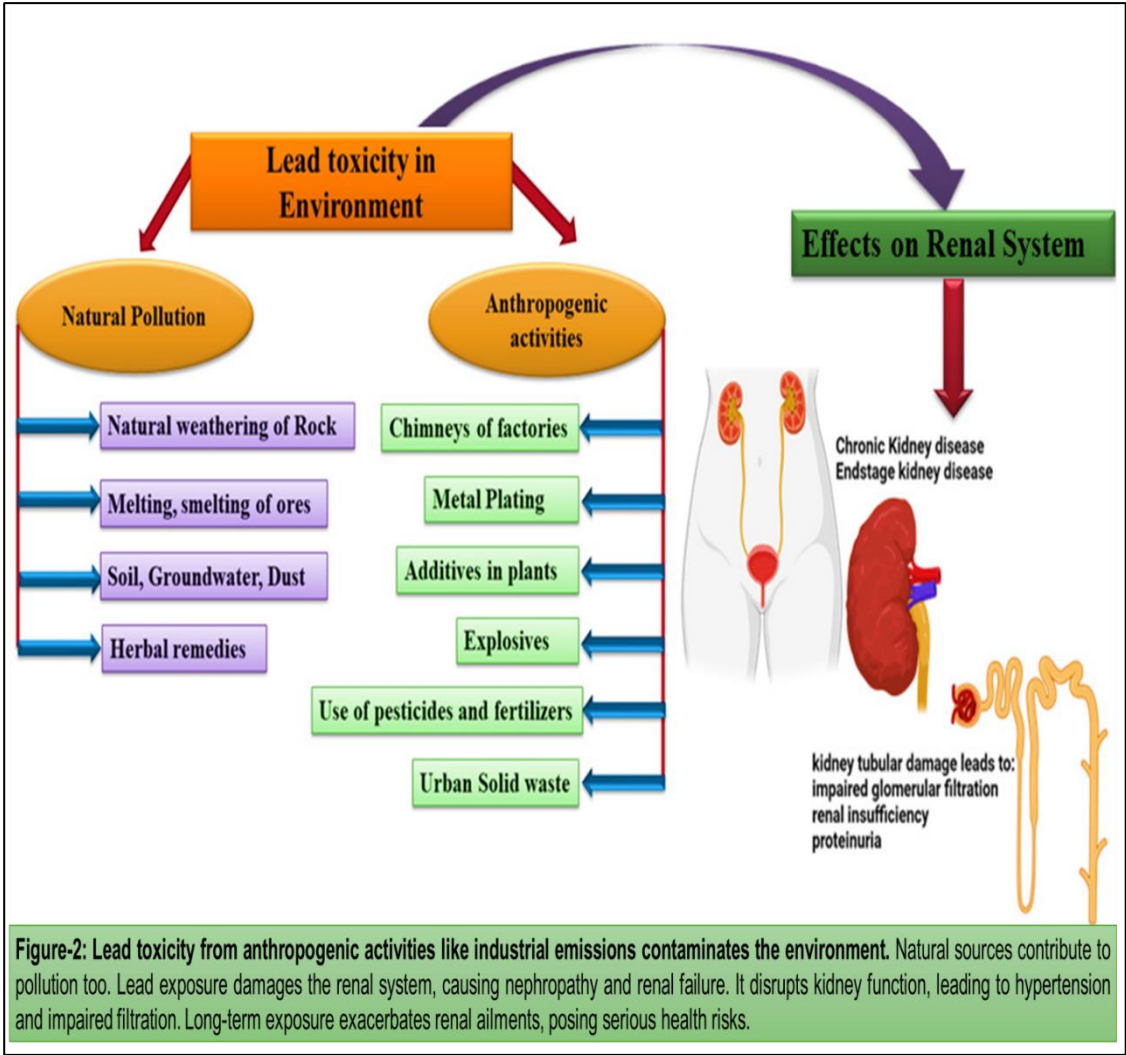 Lead toxicity in
Environment
Effects on Renal System
Natural Pollution
Natural weathering of Rock
Melting, smelting of ores
Soil, Groundwater, Dust
Herbal remedies
Anthropogenic
activities
Chimneys of factories
Metal Plating
Additives in plants
Explosives
Use of pesticides and fertilizers
Urban Solid waste
Chronic Kidney disease
Endstage kidney disease
kidney tubular damage leads to:
impaired glomerular filtration
renal insufficiency
proteinuria
Figure-2: Lead toxicity from anthropogenic activities like industrial emissions contaminates the environment. Natural sources contribute to
pollution too. Lead exposure damages the renal system, causing nephropathy and renal failure. It disrupts kidney function, leading to hypertension
and impaired filtration. Long-term exposure exacerbates renal ailments, posing serious health risks.